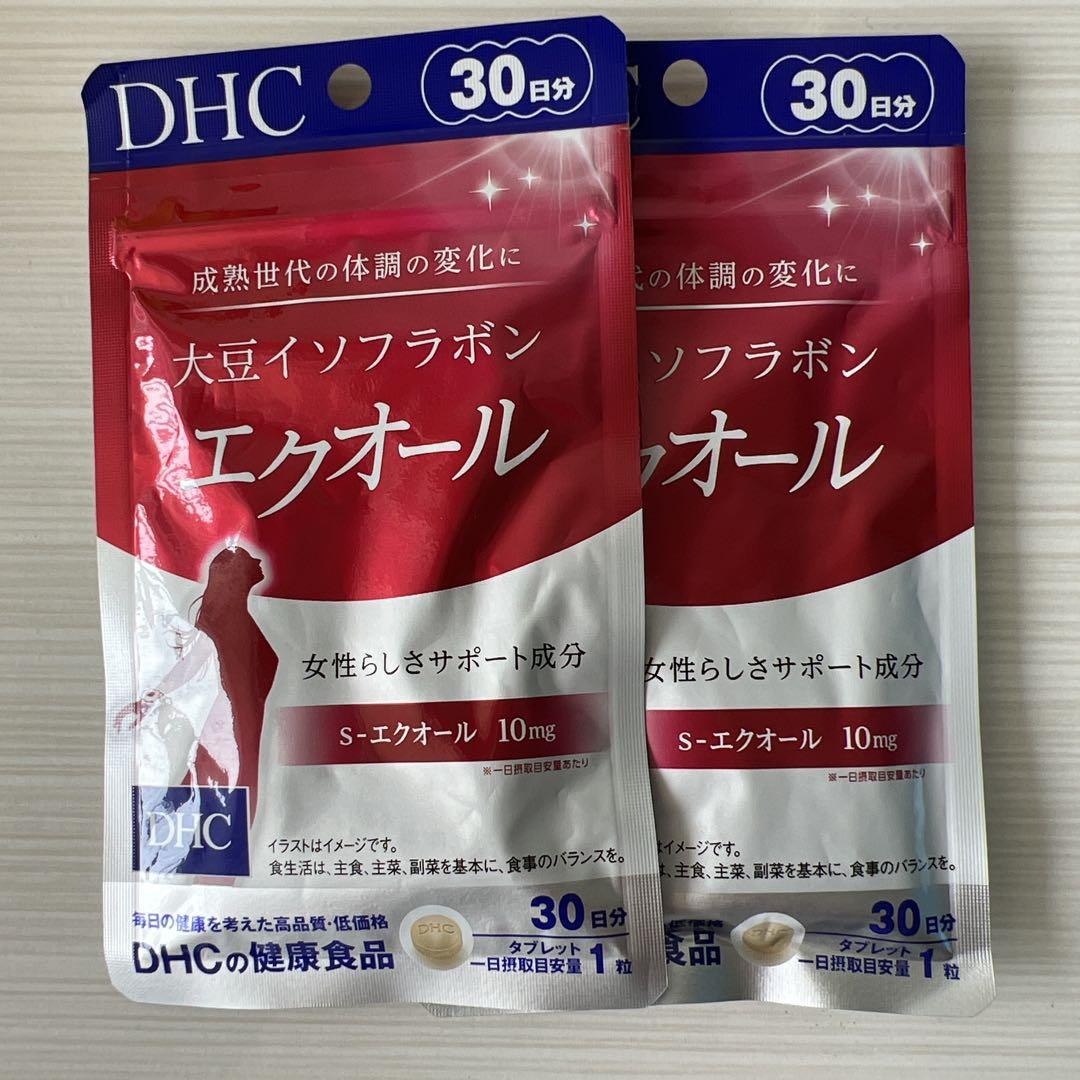 DHC
30日分
成熟世代の体調の変化に
大豆イソフラボン
エクオール
女性らしさサポート成分
S-エクオール 10mg
※一日摂取目安量あたり
DHC
イラストはイメージです。
食生活は、主食、主菜、副菜を基本に、食事のバランスを。
毎日の健康を考えた高品質・低価格
DHCの健康食品
DHC
30日分
タブレット
一日摂取目安量 1粒
C
30日分
代の体調の変化に
イソフラボン
クオール
女性らしさサポート成分
S-エクオール 10mg
※一日摂取目安量あたり
はイメージです。
は、主食、主菜、副菜を基本に、食事のバランスを。
低価格
食品
30日分
タブレット
一日摂取目安量 1粒